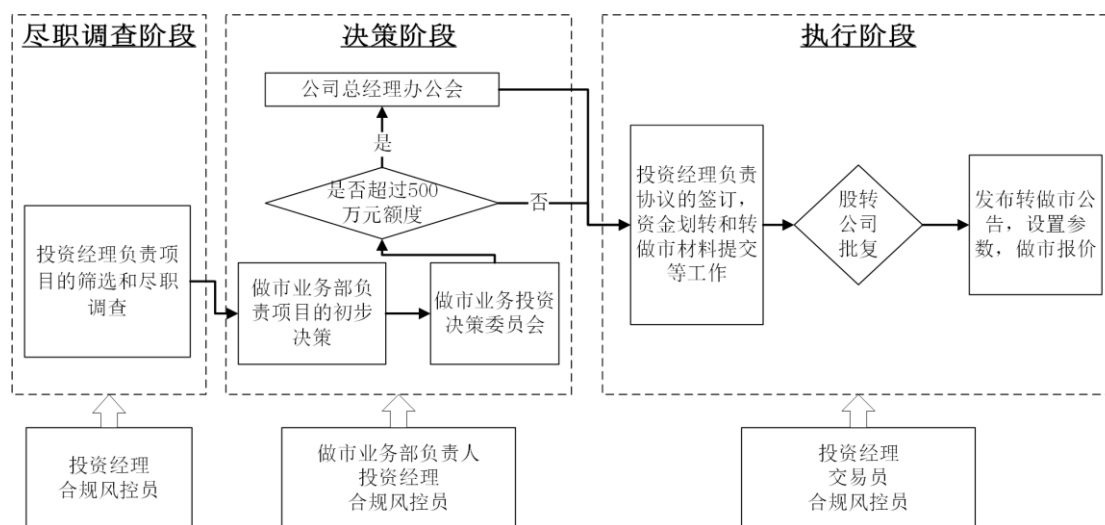 尽职调查阶段
决策阶段
执行阶段
公司总经理办公会
是
是否超过500
万元额度
否
投资经理负责项
目的筛选和尽职
调查
做市业务部负
责项目的初步
决策
做市业务投资
决策委员会
投资经理负责
协议的签订，
资金划转和转
做市材料提交
等工作
股转
公司
批复
发布转做市公
告，设置参
数，做市报价
投资经理
合规风控员
做市业务部负责人
投资经理
合规风控员
投资经理
交易员
合规风控员